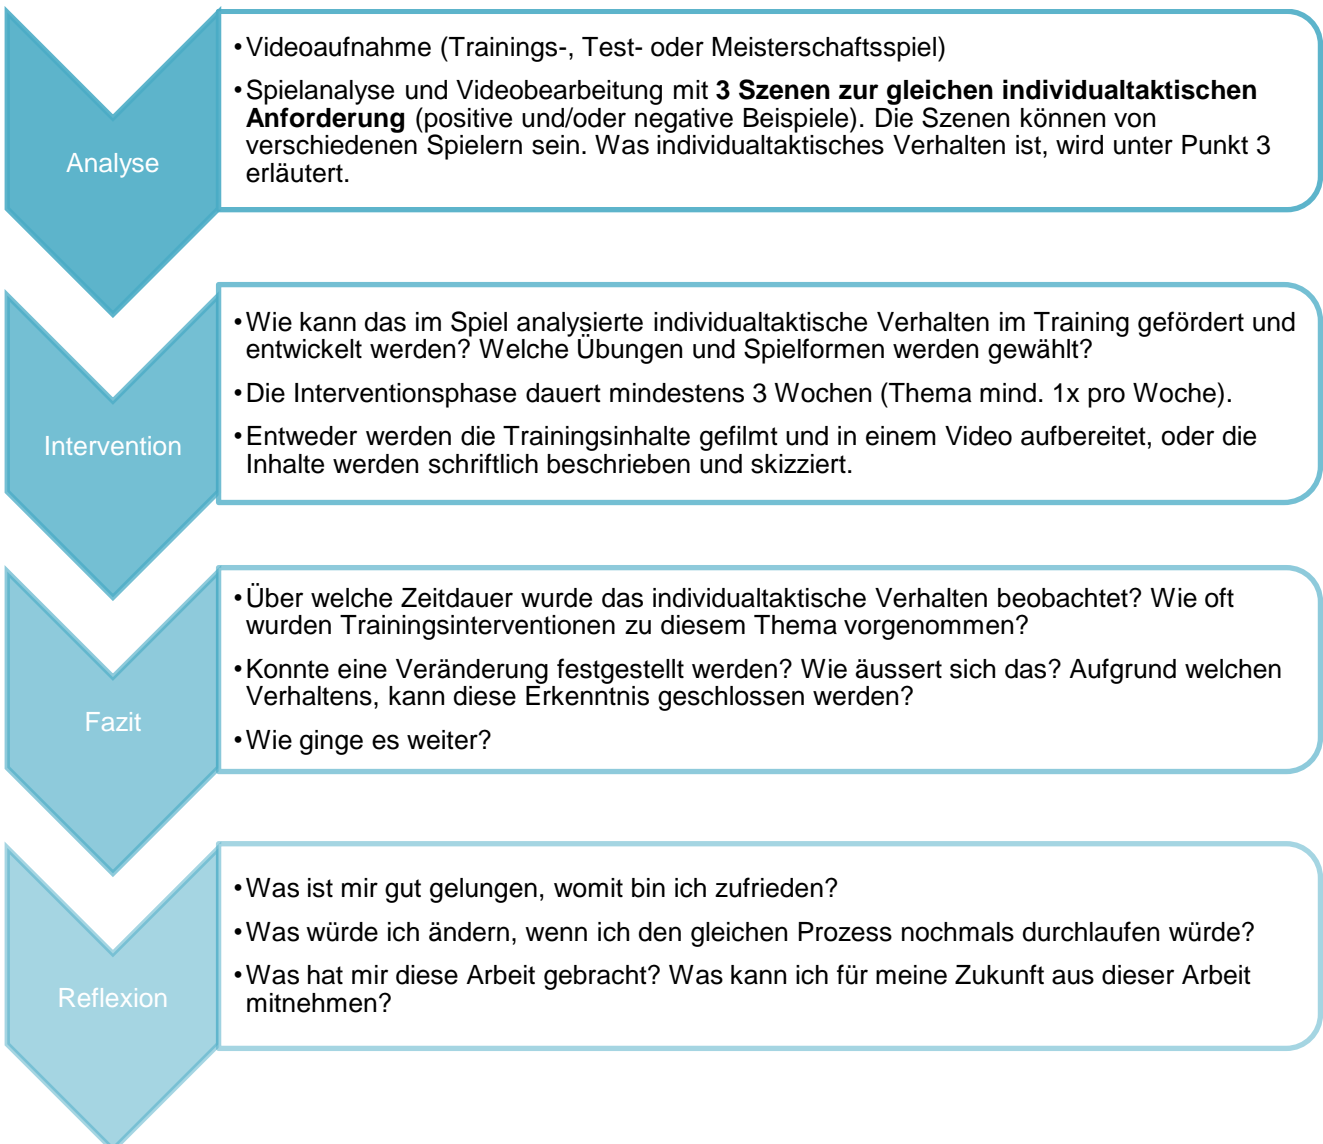 Analyse
•Videoaufnahme (Trainings-, Test- oder Meisterschaftsspiel)
•Spielanalyse und Videobearbeitung mit 3 Szenen zur gleichen individualtaktischen
Anforderung (positive und/oder negative Beispiele). Die Szenen können von
verschiedenen Spielern sein. Was individualtaktisches Verhalten ist, wird unter Punkt 3
erläutert.
Intervention
•Wie kann das im Spiel analysierte individualtaktische Verhalten im Training gefördert und
entwickelt werden? Welche Übungen und Spielformen werden gewählt?
•Die Interventionsphase dauert mindestens 3 Wochen (Thema mind. 1x pro Woche).
•Entweder werden die Trainingsinhalte gefilmt und in einem Video aufbereitet, oder die
Inhalte werden schriftlich beschrieben und skizziert.
Fazit
•Über welche Zeitdauer wurde das individualtaktische Verhalten beobachtet? Wie oft
wurden Trainingsinterventionen zu diesem Thema vorgenommen?
•Konnte eine Veränderung festgestellt werden? Wie äussert sich das? Aufgrund welchen
Verhaltens, kann diese Erkenntnis geschlossen werden?
•Wie ginge es weiter?
Reflexion
•Was ist mir gut gelungen, womit bin ich zufrieden?
•Was würde ich ändern, wenn ich den gleichen Prozess nochmals durchlaufen würde?
•Was hat mir diese Arbeit gebracht? Was kann ich für meine Zukunft aus dieser Arbeit
mitnehmen?